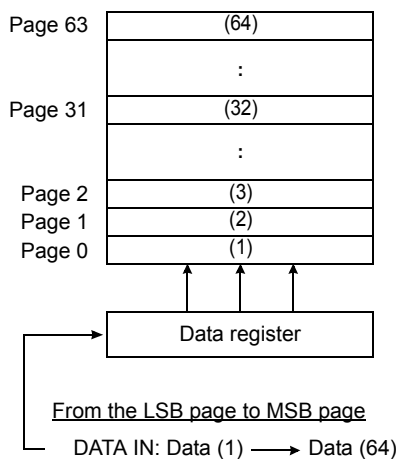 Page 63 (64)
:
Page 31 (32)
:
Page 2 (3)
Page 1 (2)
Page 0 (1)
Data register
From the LSB page to MSB page
DATA IN: Data (1) Data (64)